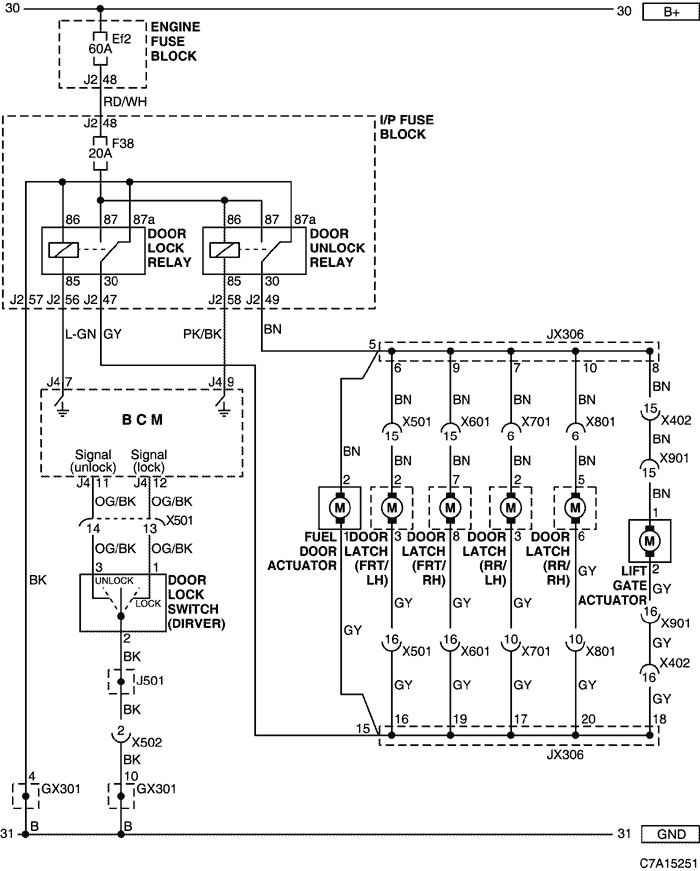 30 30 B+
Ef2 60A
ENGINE
FUSE
BLOCK
J2 48
RD/WH
J2 48
I/P FUSE
BLOCK
F38
20A
86 87 87a 86 87 87a
DOOR
LOCK
RELAY
DOOR
UNLOCK
RELAY
85 30 85 30
J2 57 J2 56 J2 47 J2 58 J2 49
L-GN GY PK/BK BN
JX306
5
6 9 7 10 8
BN BN BN BN BN
J4 7 J4 9
BCM
X501 X601 X701 X801 X402
15 15 6 6 15
BN
X901
15
Signal
(unlock)
Signal
(lock)
J4 11 J4 12
OG/BK OG/BK
X501
14 13
OG/BK OG/BK
BN BN BN BN BN BN
2 2 7 2 5 1
M M M M M M
1 3 8 3 6 2
FUEL
DOOR
ACTUATOR
DOOR
LATCH
(FRT/
LH)
DOOR
LATCH
(FRT/
RH)
DOOR
LATCH
(RR/
LH)
DOOR
LATCH
(RR/
RH)
LIFT
GATE
ACTUATOR
BK
3 1
UNLOCK
LOCK
DOOR
LOCK
SWITCH
(DIRVER)
2
BK
J501
BK
2 X502
BK
GY GY GY GY GY GY
16 16 10 10 16
X501 X601 X701 X801 X901
GY
X402
16
GY GY GY GY GY
15
16 19 17 20 18
JX306
4 10
GX301 GX301
31 B B 31 GND
C7A15251